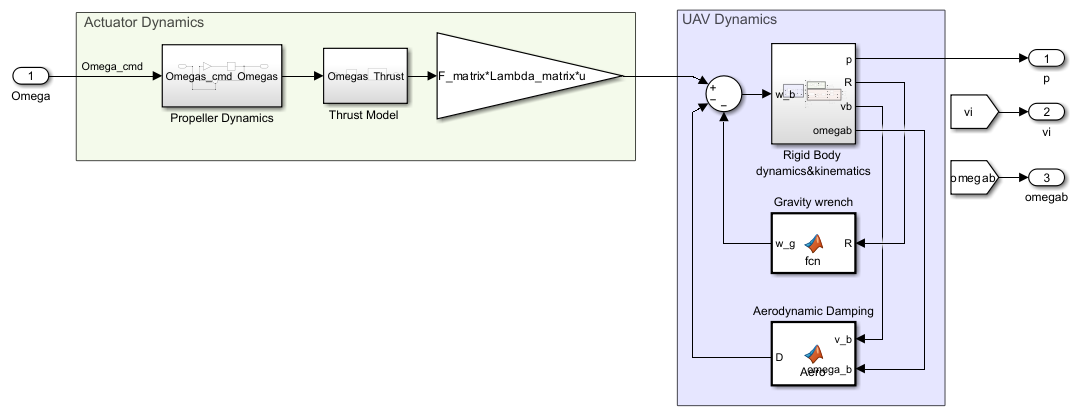 Actuator Dynamics
1
Omega
Omega_cmd
Omegas_cmd Omegas
Propeller Dynamics
Omegas Thrust
Thrust Model
F_matrix*Lambda_matrix*u
UAV Dynamics
+
−
−
w_b
p
R
vb
omegab
Rigid Body
dynamics&kinematics
Gravity wrench
w_g
R
fcn
Aerodynamic Damping
v_b
D
omega_b
Aero
1
p
vi
2
vi
omegab
3
omegab